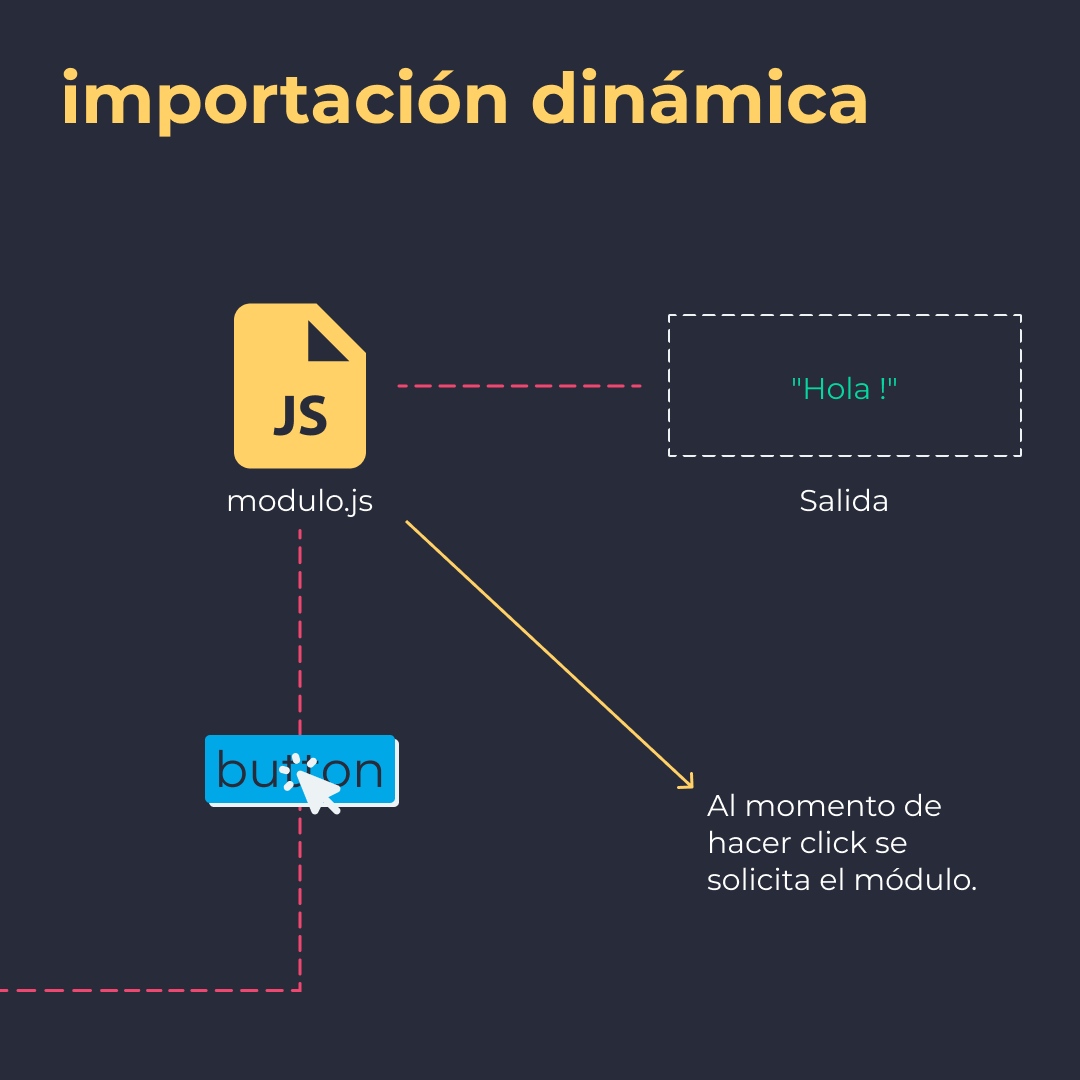 importación dinámica
JS
"Hola !"
modulo.js
Salida
button
Al momento de
hacer click se
solicita el módulo.